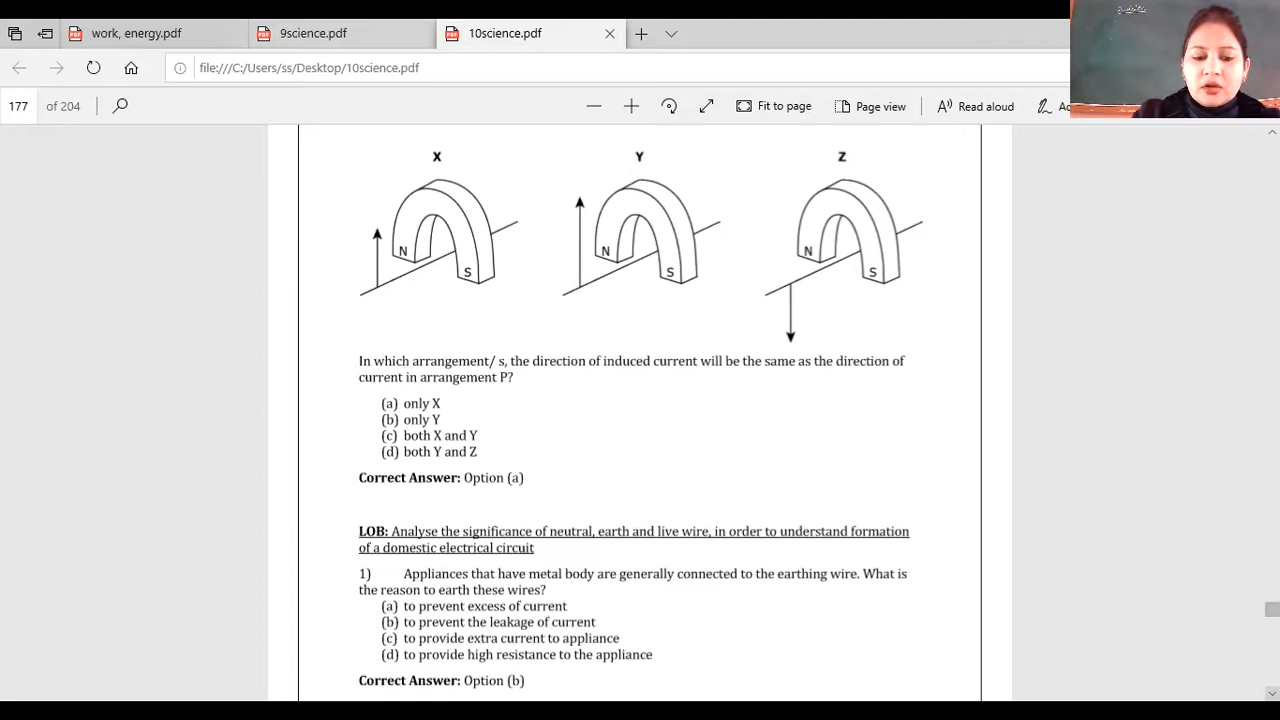 work, energy.pdf
9science.pdf
10science.pdf
file:///C:/Users/ss/Desktop/10science.pdf
177 of 204
Fit to page
Page view
Read aloud
X Y Z
N S N S N S
In which arrangement/ s, the direction of induced current will be the same as the direction of
current in arrangement P?
(a) only X
(b) only Y
(c) both X and Y
(d) both Y and Z
Correct Answer: Option (a)
LOB: Analyse the significance of neutral, earth and live wire, in order to understand formation
of a domestic electrical circuit
1) Appliances that have metal body are generally connected to the earthing wire. What is
the reason to earth these wires?
(a) to prevent excess of current
(b) to prevent the leakage of current
(c) to provide extra current to appliance
(d) to provide high resistance to the appliance
Correct Answer: Option (b)